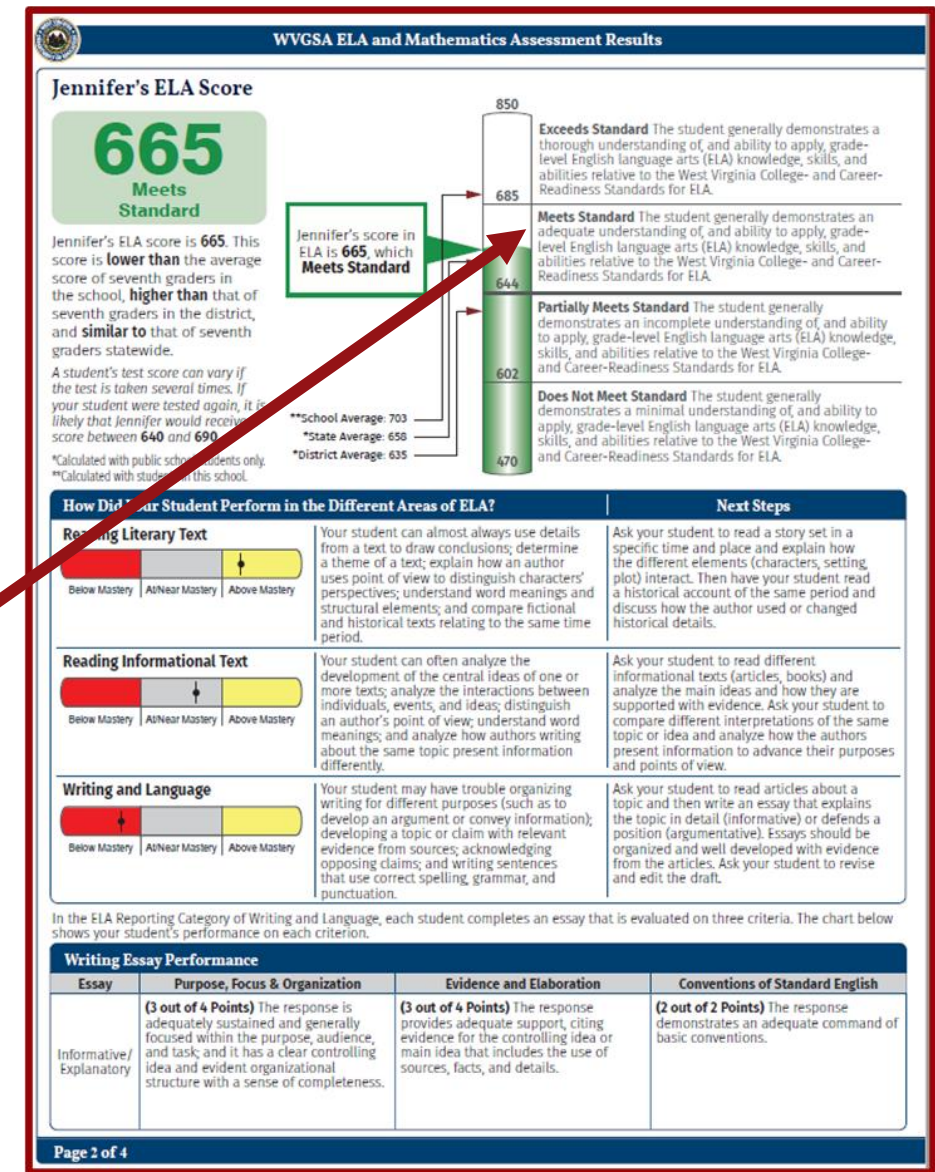 WVGSA ELA and Mathematics Assessment Results
Jennifer's ELA Score
665
Meets
Standard
Jennifer's ELA score is 665. This
score is lower than the average
score of seventh graders in
the school, higher than that of
seventh graders in the district,
and similar to that of seventh
graders statewide.
A student's test score can vary if
the test is taken several times. If
your student were tested again, it is
likely that Jennifer would receive
score between 640 and 690
*Calculated with public school students only.
**Calculated with students in this school.
Jennifer's score in
ELA is 665, which
Meets Standard
**School Average: 703
*State Average: 658
*District Average: 635
850
685
644
602
470
Exceeds Standard The student generally demonstrates a
thorough understanding of, and ability to apply, grade-
level English language arts (ELA) knowledge, skills, and
abilities relative to the West Virginia College- and Career-
Readiness Standards for ELA.
Meets Standard The student generally demonstrates an
adequate understanding of, and ability to apply, grade-
level English language arts (ELA) knowledge, skills, and
abilities relative to the West Virginia College- and Career-
Readiness Standards for ELA.
Partially Meets Standard The student generally
demonstrates an incomplete understanding of, and ability
to apply, grade-level English language arts (ELA) knowledge,
skills, and abilities relative to the West Virginia College-
and Career-Readiness Standards for ELA.
Does Not Meet Standard The student generally
demonstrates a minimal understanding of, and ability to
apply, grade-level English language arts (ELA) knowledge,
skills, and abilities relative to the West Virginia College-
and Career-Readiness Standards for ELA.
How Did Your Student Perform in the Different Areas of ELA?
Next Steps
Reading Literary Text
Below Mastery At/Near Mastery Above Mastery
Your student can almost always use details
from a text to draw conclusions; determine
a theme of a text; explain how an author
uses point of view to distinguish characters'
perspectives; understand word meanings and
structural elements; and compare fictional
and historical texts relating to the same time
period.
Ask your student to read a story set in a
specific time and place and explain how
the different elements (characters, setting,
plot) interact. Then have your student read
a historical account of the same period and
discuss how the author used or changed
historical details.
Reading Informational Text
Below Mastery At/Near Mastery Above Mastery
Your student can often analyze the
development of the central ideas of one or
more texts; analyze the interactions between
individuals, events, and ideas; distinguish
an author's point of view; understand word
meanings; and analyze how authors writing
about the same topic present information
differently.
Ask your student to read different
informational texts (articles, books) and
analyze the main ideas and how they are
supported with evidence. Ask your student to
compare different interpretations of the same
topic or idea and analyze how the authors
present information to advance their purposes
and points of view.
Writing and Language
Below Mastery At/Near Mastery Above Mastery
Your student may have trouble organizing
writing for different purposes (such as to
develop an argument or convey information);
developing a topic or claim with relevant
evidence from sources; acknowledging
opposing claims; and writing sentences
that use correct spelling, grammar, and
punctuation.
Ask your student to read articles about a
topic and then write an essay that explains
the topic in detail (informative) or defends a
position (argumentative). Essays should be
organized and well developed with evidence
from the articles. Ask your student to revise
and edit the draft.
In the ELA Reporting Category of Writing and Language, each student completes an essay that is evaluated on three criteria. The chart below
shows your student's performance on each criterion.
Writing Essay Performance
Essay
Purpose, Focus & Organization
Evidence and Elaboration
Conventions of Standard English
Informative/
Explanatory
(3 out of 4 Points) The response is
adequately sustained and generally
focused within the purpose, audience,
and task; and it has a clear controlling
idea and evident organizational
structure with a sense of completeness.
(3 out of 4 Points) The response
provides adequate support, citing
evidence for the controlling idea or
main idea that includes the use of
sources, facts, and details.
(2 out of 2 Points) The response
demonstrates an adequate command of
basic conventions.
Page 2 of 4